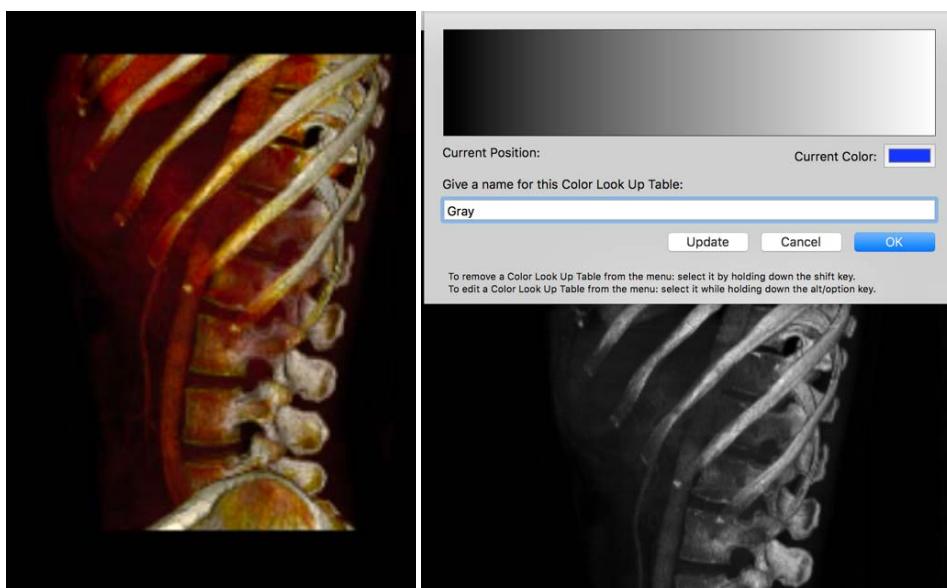 Current Position:
Current Color:
Give a name for this Color Look Up Table:
Gray
Update
Cancel
OK
To remove a Color Look Up Table from the menu: select it by holding down the shift key.
To edit a Color Look Up Table from the menu: select it while holding down the alt/option key.